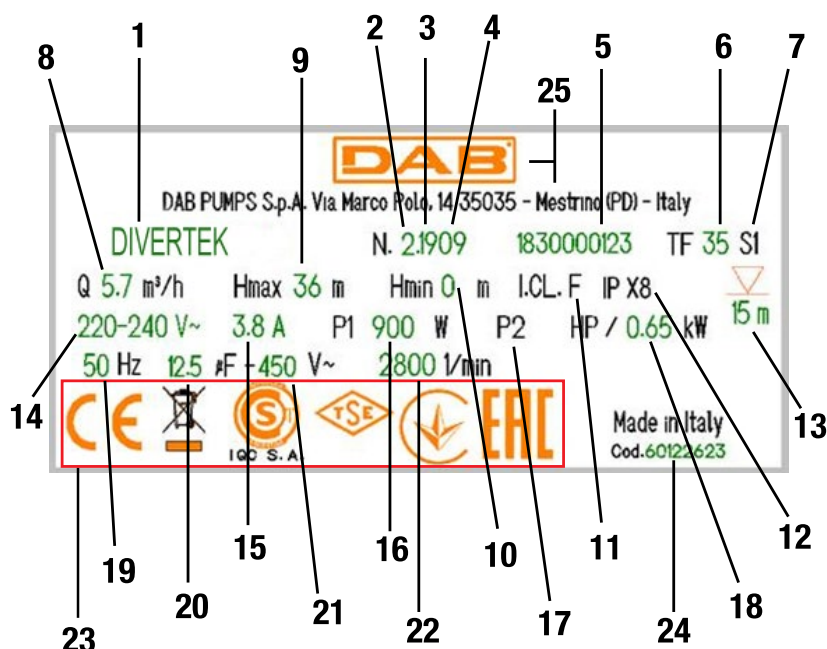 1 2 3 4 5 6 7
8 9 25
DAB
DAB PUMPS S.p.A. Via Marco Polo, 14 35035 - Mestrino (PD) - Italy
DIVERTEK N. 2.1909 1830000123 TF 35 S1
Q 5.7 m³/h Hmax 36 m Hmin 0 m I.CL. F IP X8
220-240 V~ 3.8 A P1 900 W P2 HP / 0.65 kW 15 m
50 Hz 12.5 µF - 450 V~ 2800 1/min
CE CS T TSE EAC
IQC S.A.
Made in Italy
Cod.60122623
14 13
19 20 15 21 16 22 10 17 11 12 18
23 24